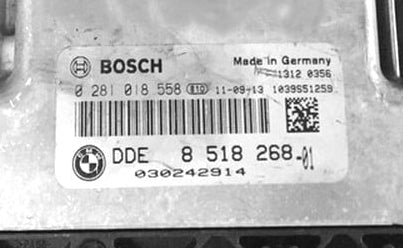 BOSCH Made in Germany
1312 0356
0 281 018 558 B10 11-09-13 1039S51259
DDE 8 518 268-01
030242914